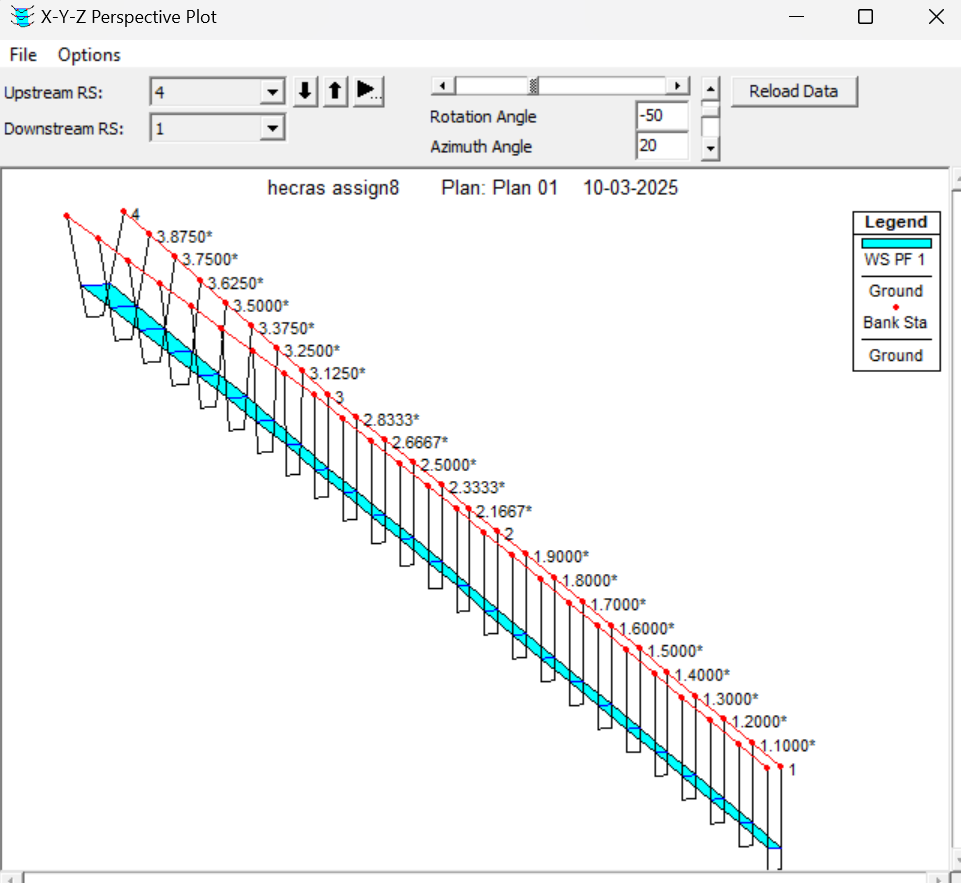 X-Y-Z Perspective Plot
File Options
Upstream RS: 4
Downstream RS: 1
Rotation Angle -50
Azimuth Angle 20
Reload Data
hecras assign8 Plan: Plan 01 10-03-2025
4
3.8750*
3.7500*
3.6250*
3.5000*
3.3750*
3.2500*
3.1250*
3
2.8333*
2.6667*
2.5000*
2.3333*
2.1667*
2
1.9000*
1.8000*
1.7000*
1.6000*
1.5000*
1.4000*
1.3000*
1.2000*
1.1000*
1
Legend
WS PF 1
Ground
Bank Sta
Ground